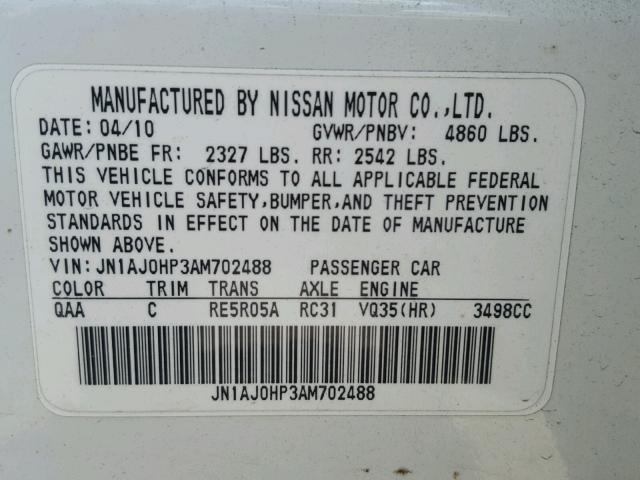 MANUFACTURED BY NISSAN MOTOR CO.,LTD.
DATE: 04/10 GVWR/PNBV: 4860 LBS.
GAWR/PNBE FR: 2327 LBS. RR: 2542 LBS.
THIS VEHICLE CONFORMS TO ALL APPLICABLE FEDERAL
MOTOR VEHICLE SAFETY,BUMPER,AND THEFT PREVENTION
STANDARDS IN EFFECT ON THE DATE OF MANUFACTURE
SHOWN ABOVE.
VIN:JN1AJ0HP3AM702488 PASSENGER CAR
COLOR TRIM TRANS AXLE ENGINE
QAA C RE5R05A RC31 VQ35(HR) 3498CC
JN1AJ0HP3AM702488